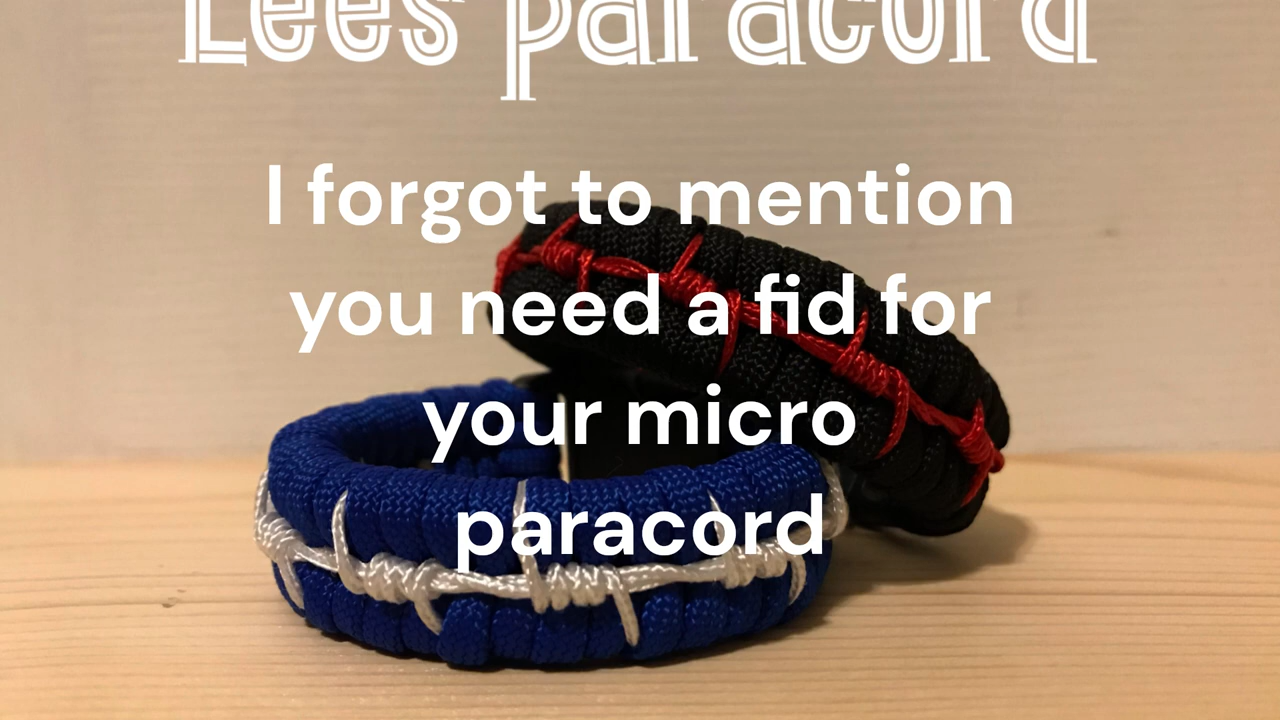 Lees paracord
I forgot to mention
you need a fid for
your micro
paracord